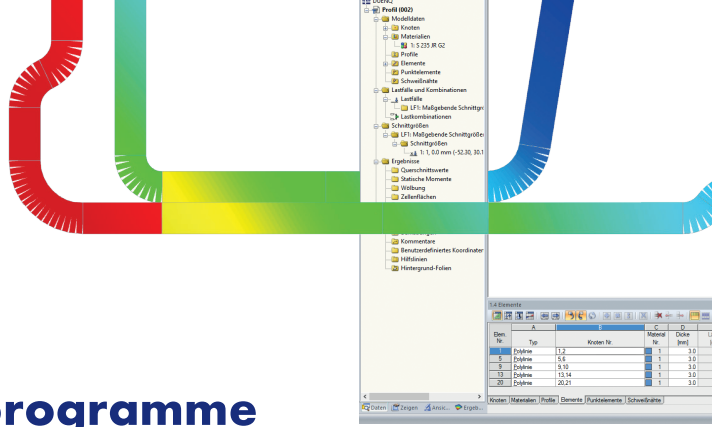 DUENQ
Profil (002)
Modelldaten
Knoten
Materialien
1: S 235 JR G2
Profile
Elemente
Punktelemente
Schweißnähte
Lastfälle und Kombinationen
Lastfälle
LF1: Maßgebende Schnittgr
Lastkombinationen
Schnittgrößen
LF1: Maßgebende Schnittgrößen
Schnittgrößen
1: 1, 0.0 mm (-52.30, 30.1
Ergebnisse
Querschnittswerte
Statische Momente
Wölbung
Zellenflächen
Kommentare
Benutzerdefiniertes Koordinaten
Hilfslinien
Hintergrund-Folien
Daten Zeigen Ansic... Ergeb...
1.4 Elemente
A B C D
Elem. Material Dicke
Nr. Typ Knoten Nr. Nr. [mm]
1 Polylinie 1,2 1 3.0
5 Polylinie 5,6 1 3.0
9 Polylinie 9,10 1 3.0
13 Polylinie 13,14 1 3.0
20 Polylinie 20,21 1 3.0
Knoten Materialien Profile Elemente Punktelemente Schweißnähte
programme